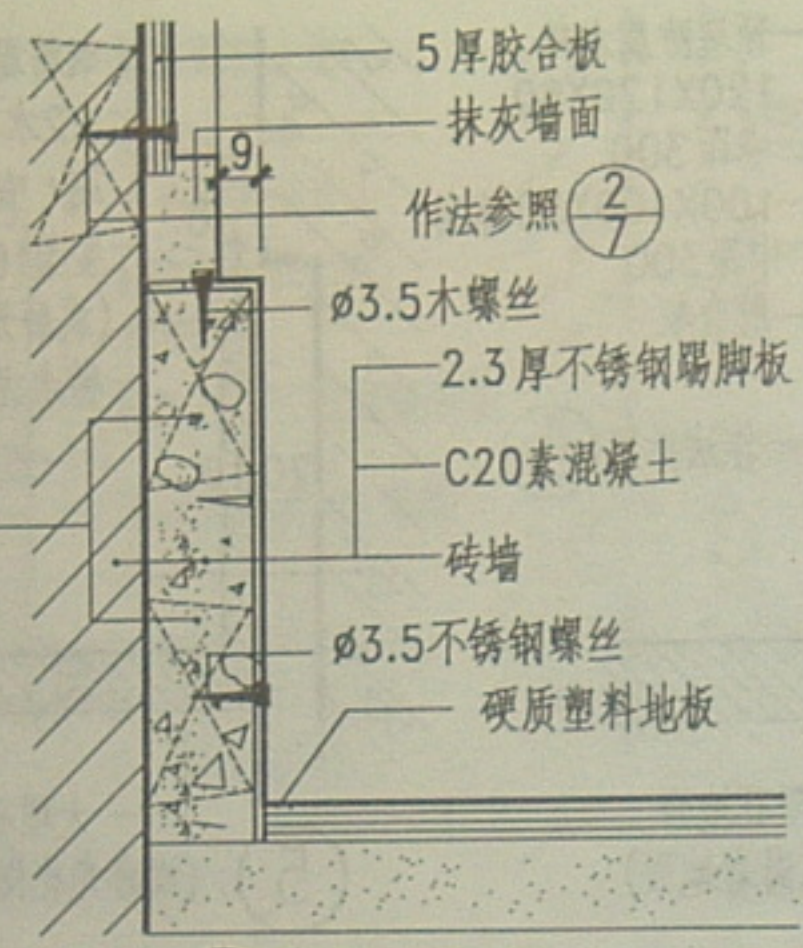 5厚胶合板
抹灰墙面
9
作法参照 2/7
ø3.5木螺丝
2.3厚不锈钢踢脚板
C20素混凝土
砖墙
ø3.5不锈钢螺丝
硬质塑料地板